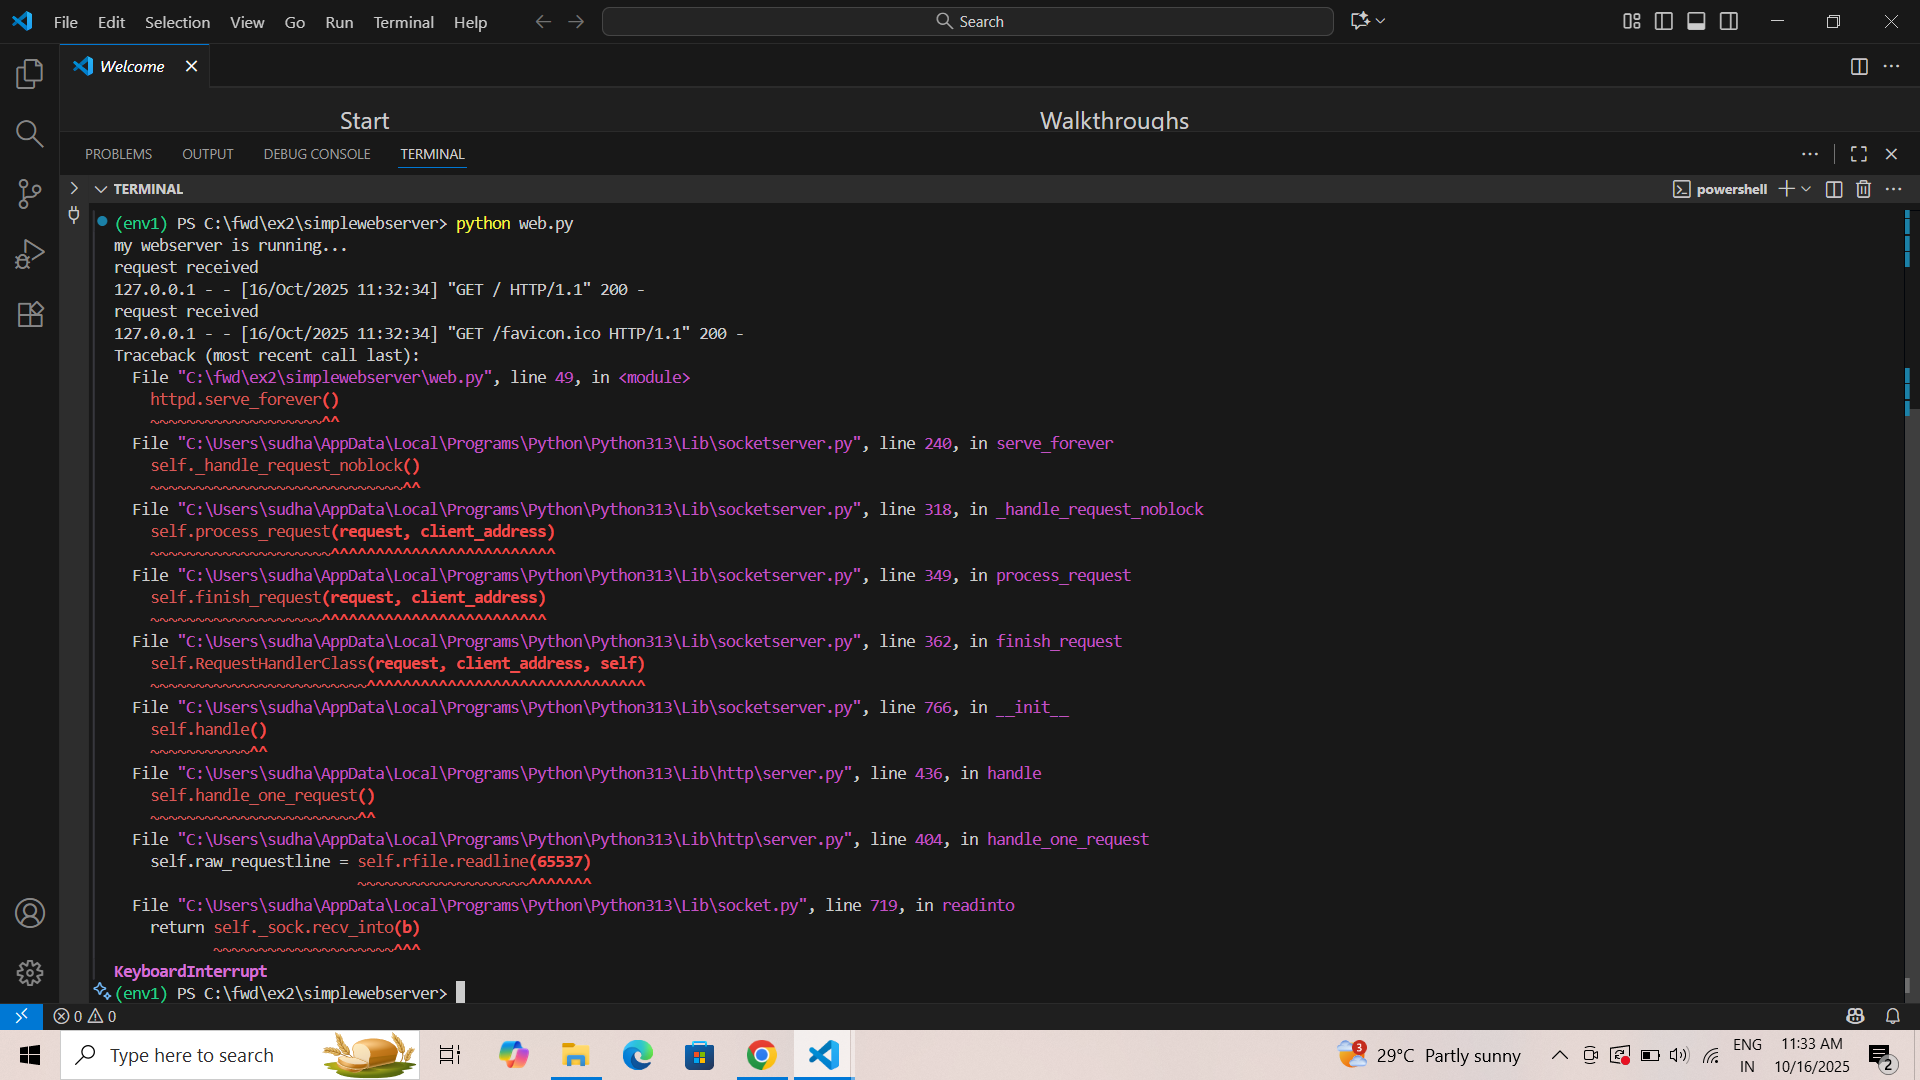 File Edit Selection View Go Run Terminal Help
Search
Welcome
Start
Walkthroughs
PROBLEMS OUTPUT DEBUG CONSOLE TERMINAL
TERMINAL
powershell
(env1) PS C:\fwd\ex2\simplewebserver> python web.py
my webserver is running...
request received
127.0.0.1 - - [16/Oct/2025 11:32:34] "GET / HTTP/1.1" 200 -
request received
127.0.0.1 - - [16/Oct/2025 11:32:34] "GET /favicon.ico HTTP/1.1" 200 -
Traceback (most recent call last):
  File "C:\fwd\ex2\simplewebserver\web.py", line 49, in <module>
    httpd.serve_forever()
    ~~~~~~~~~~~~~~~~~~~^^
  File "C:\Users\sudha\AppData\Local\Programs\Python\Python313\Lib\socketserver.py", line 240, in serve_forever
    self._handle_request_noblock()
    ~~~~~~~~~~~~~~~~~~~~~~~~~~~~^^
  File "C:\Users\sudha\AppData\Local\Programs\Python\Python313\Lib\socketserver.py", line 318, in _handle_request_noblock
    self.process_request(request, client_address)
    ~~~~~~~~~~~~~~~~~~~~^^^^^^^^^^^^^^^^^^^^^^^^^
  File "C:\Users\sudha\AppData\Local\Programs\Python\Python313\Lib\socketserver.py", line 349, in process_request
    self.finish_request(request, client_address)
    ~~~~~~~~~~~~~~~~~~~^^^^^^^^^^^^^^^^^^^^^^^^^
  File "C:\Users\sudha\AppData\Local\Programs\Python\Python313\Lib\socketserver.py", line 362, in finish_request
    self.RequestHandlerClass(request, client_address, self)
    ~~~~~~~~~~~~~~~~~~~~~~~~^^^^^^^^^^^^^^^^^^^^^^^^^^^^^^^
  File "C:\Users\sudha\AppData\Local\Programs\Python\Python313\Lib\socketserver.py", line 766, in __init__
    self.handle()
    ~~~~~~~~~~~^^
  File "C:\Users\sudha\AppData\Local\Programs\Python\Python313\Lib\http\server.py", line 436, in handle
    self.handle_one_request()
    ~~~~~~~~~~~~~~~~~~~~~~~^^
  File "C:\Users\sudha\AppData\Local\Programs\Python\Python313\Lib\http\server.py", line 404, in handle_one_request
    self.raw_requestline = self.rfile.readline(65537)
                           ~~~~~~~~~~~~~~~~~~~^^^^^^^
  File "C:\Users\sudha\AppData\Local\Programs\Python\Python313\Lib\socket.py", line 719, in readinto
    return self._sock.recv_into(b)
           ~~~~~~~~~~~~~~~~~~~~^^^
KeyboardInterrupt
(env1) PS C:\fwd\ex2\simplewebserver>
0 0
Type here to search
3
29°C Partly sunny
ENG
IN
11:33 AM
10/16/2025
2